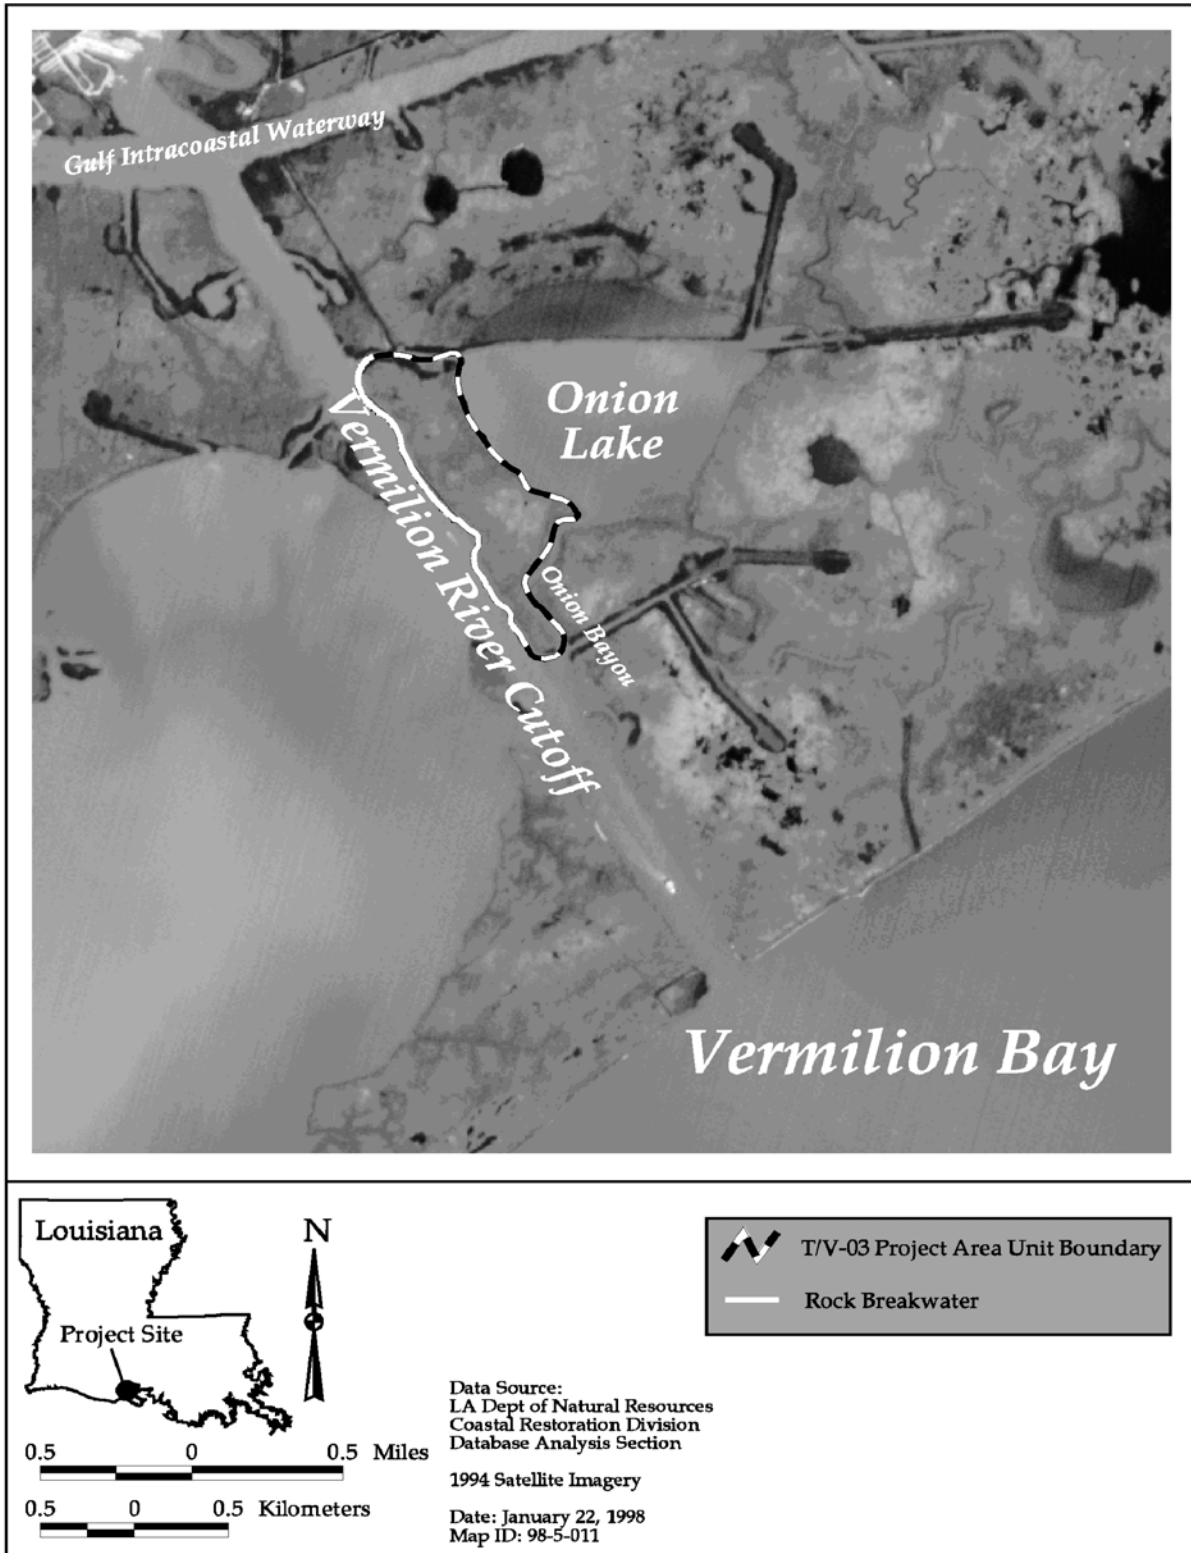 Gulf Intracoastal Waterway
Onion
Lake
Vermilion River Cutoff
Onion Bayou
Vermilion Bay
Louisiana
Project Site
N
T/V-03 Project Area Unit Boundary
Rock Breakwater
Data Source:
LA Dept of Natural Resources
Coastal Restoration Division
Database Analysis Section
1994 Satellite Imagery
Date: January 22, 1998
Map ID: 98-5-011
0.5 0 0.5 Miles
0.5 0 0.5 Kilometers